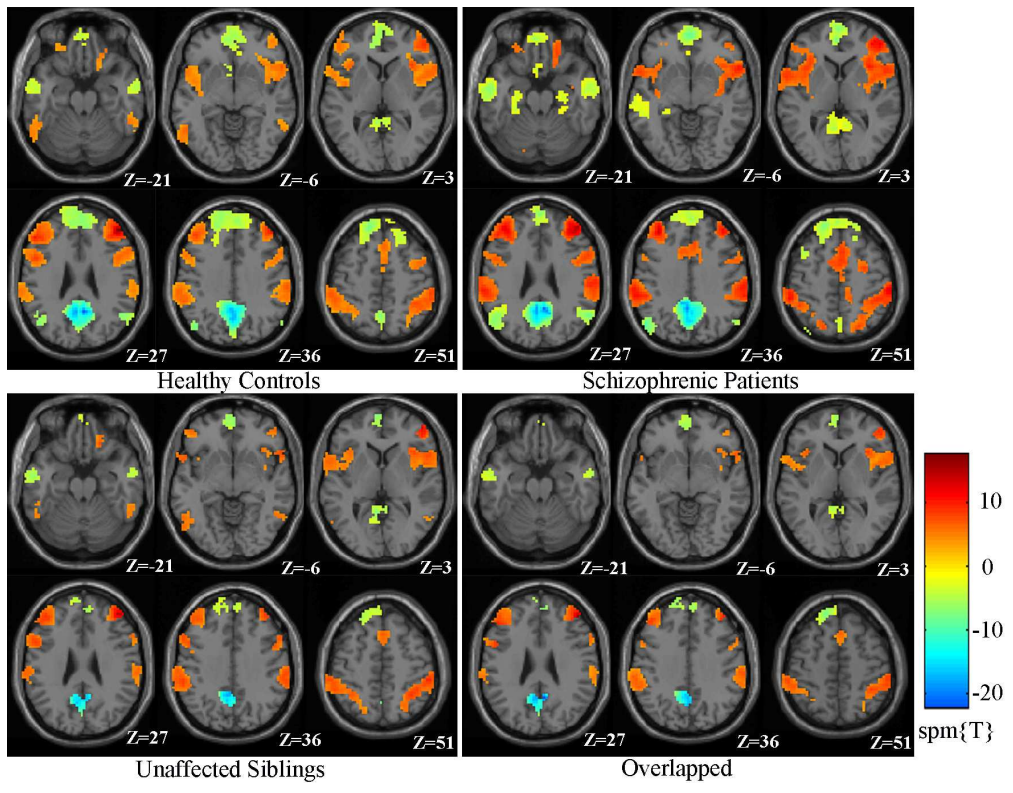 Z=-21 Z=-6 Z=3
Z=27 Z=36 Z=51
Healthy Controls
Z=-21 Z=-6 Z=3
Z=27 Z=36 Z=51
Schizophrenic Patients
Z=-21 Z=-6 Z=3
Z=27 Z=36 Z=51
Unaffected Siblings
Z=-21 Z=-6 Z=3
Z=27 Z=36 Z=51
Overlapped
10
0
-10
-20
spm{T}